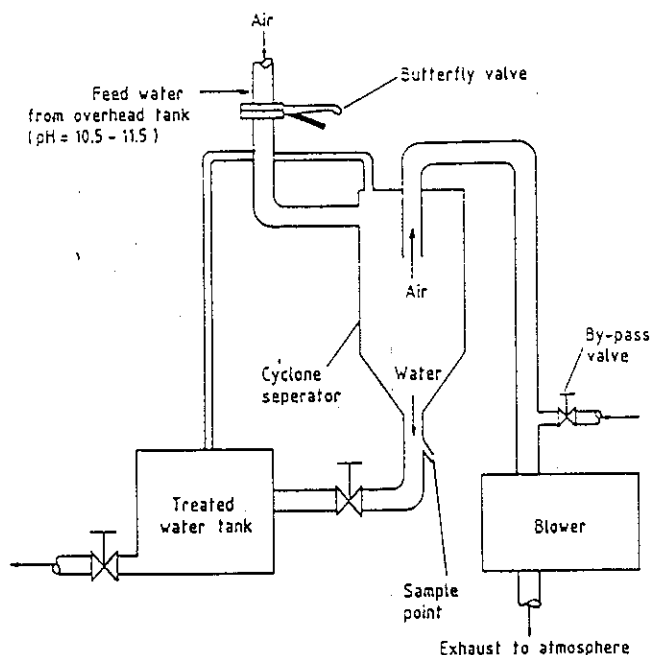 Air
Butterfly valve
Feed water
from overhead tank
(pH = 10.5 - 11.5)
Air
By-pass
valve
Cyclone
seperator
Water
Treated
water tank
Blower
Sample
point
Exhaust to atmosphere